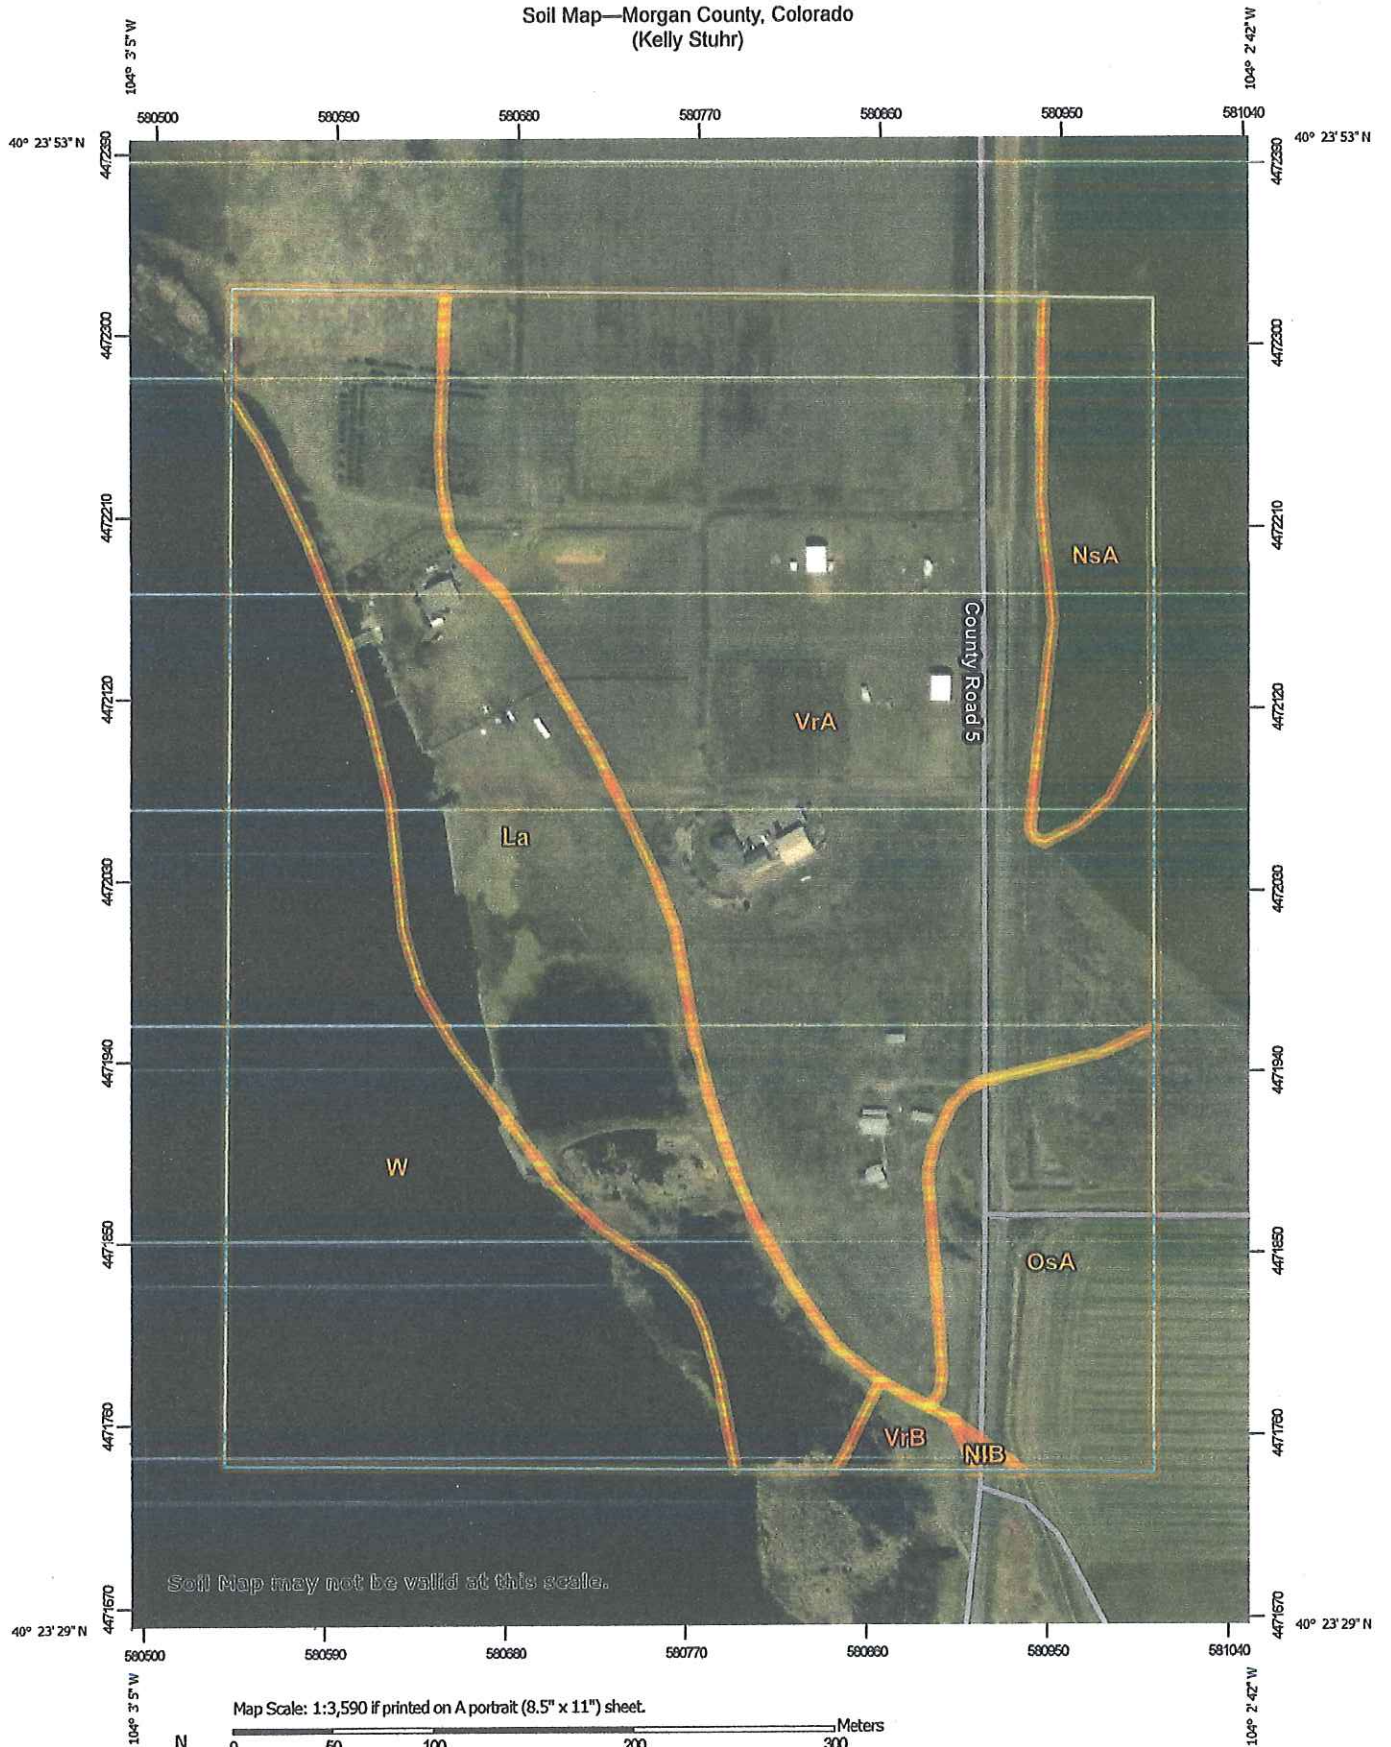 Soil Map—Morgan County, Colorado
(Kelly Stuhr)
104° 3' 5" W
104° 2' 42" W
580500 580590 580680 580770 580860 580950 581040
40° 23' 53" N
40° 23' 53" N
4472390
4472390
4472300
4472300
4472210
4472210
NsA
County Road 5
4472120
4472120
VrA
La
4472030
4472030
4471940
4471940
W
4471850
4471850
OsA
4471760
4471760
VrB
NIB
Soil Map may not be valid at this scale.
4471670
4471670
40° 23' 29" N
40° 23' 29" N
580500 580590 580680 580770 580860 580950 581040
104° 3' 5" W
104° 2' 42" W
Map Scale: 1:3,590 if printed on A portrait (8.5" x 11") sheet.
Meters
N
0 50 100 200 300